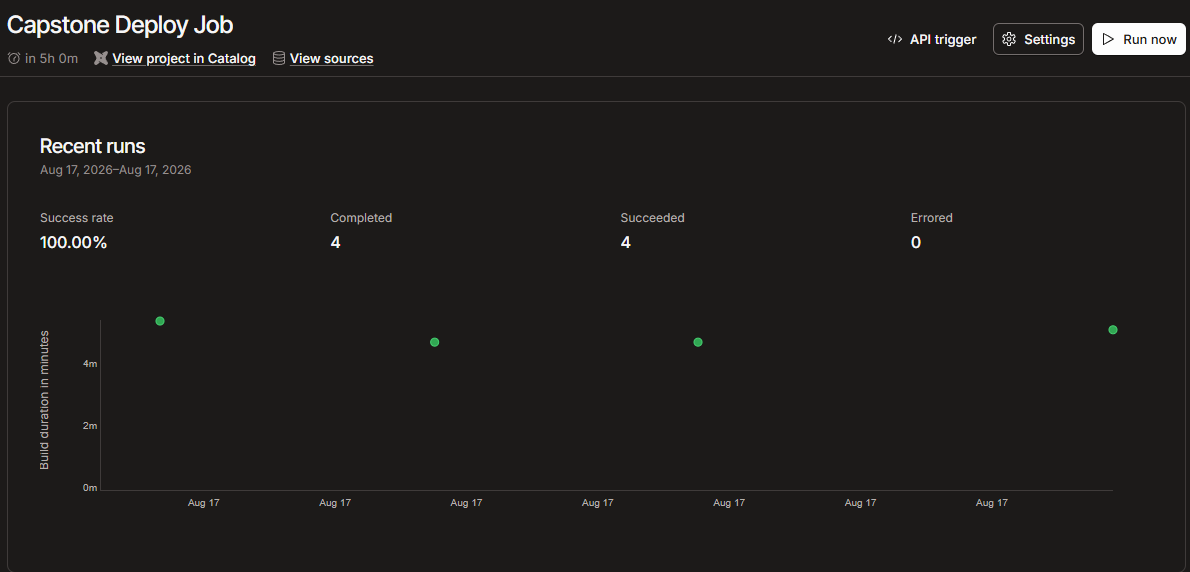 Capstone Deploy Job
in 5h 0m View project in Catalog View sources
API trigger Settings Run now
Recent runs
Aug 17, 2026–Aug 17, 2026
Success rate Completed Succeeded Errored
100.00% 4 4 0
Build duration in minutes
4m
2m
0m
Aug 17 Aug 17 Aug 17 Aug 17 Aug 17 Aug 17 Aug 17